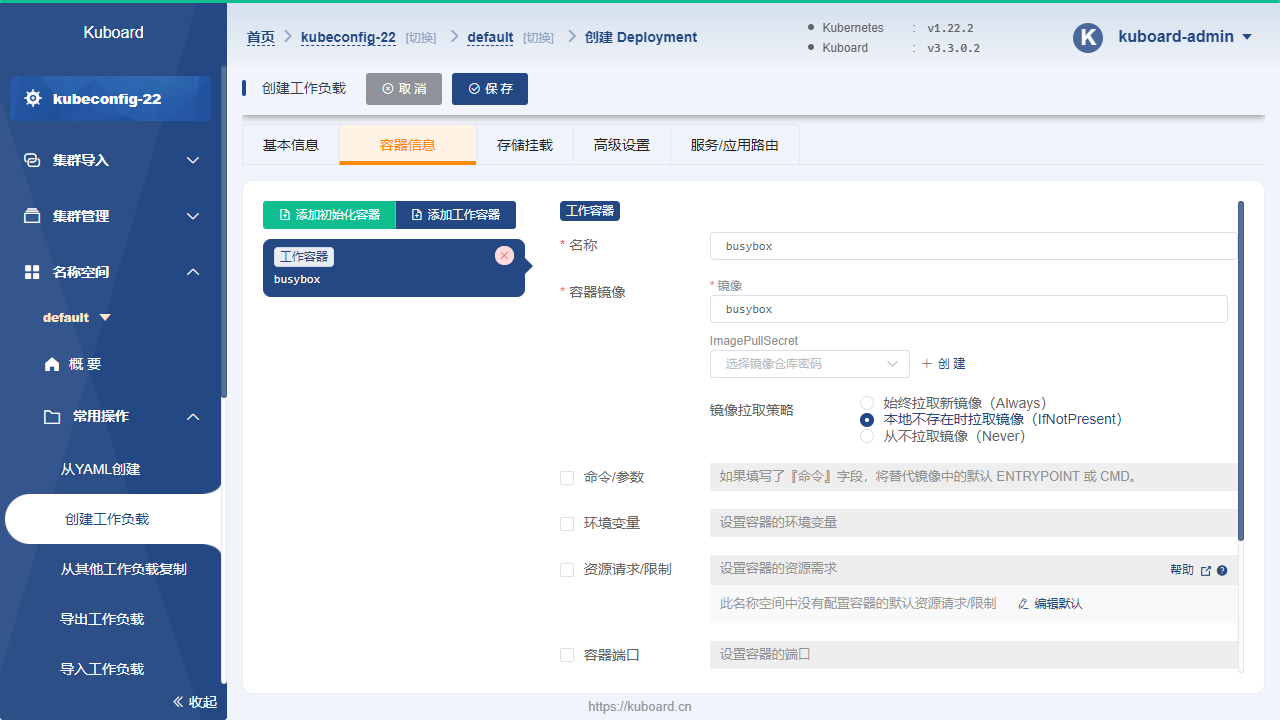 Kuboard
kubeconfig-22
集群导入
集群管理
名称空间
default
概 要
常用操作
从YAML创建
创建工作负载
从其他工作负载复制
导出工作负载
导入工作负载
收起
首页 kubeconfig-22 [切换] default [切换] 创建 Deployment
Kubernetes : v1.22.2
Kuboard : v3.3.0.2
K kuboard-admin
创建工作负载 取 消 保 存
基本信息 容器信息 存储挂载 高级设置 服务/应用路由
添加初始化容器 添加工作容器
工作容器
busybox
工作容器
* 名称 busybox
* 容器镜像 * 镜像
busybox
ImagePullSecret
选择镜像仓库密码 创 建
镜像拉取策略 始终拉取新镜像（Always）
本地不存在时拉取镜像（IfNotPresent）
从不拉取镜像（Never）
命令/参数 如果填写了『命令』字段，将替代镜像中的默认 ENTRYPOINT 或 CMD。
环境变量 设置容器的环境变量
资源请求/限制 设置容器的资源需求 帮助
此名称空间中没有配置容器的默认资源请求/限制 编辑默认
容器端口 设置容器的端口
https://kuboard.cn